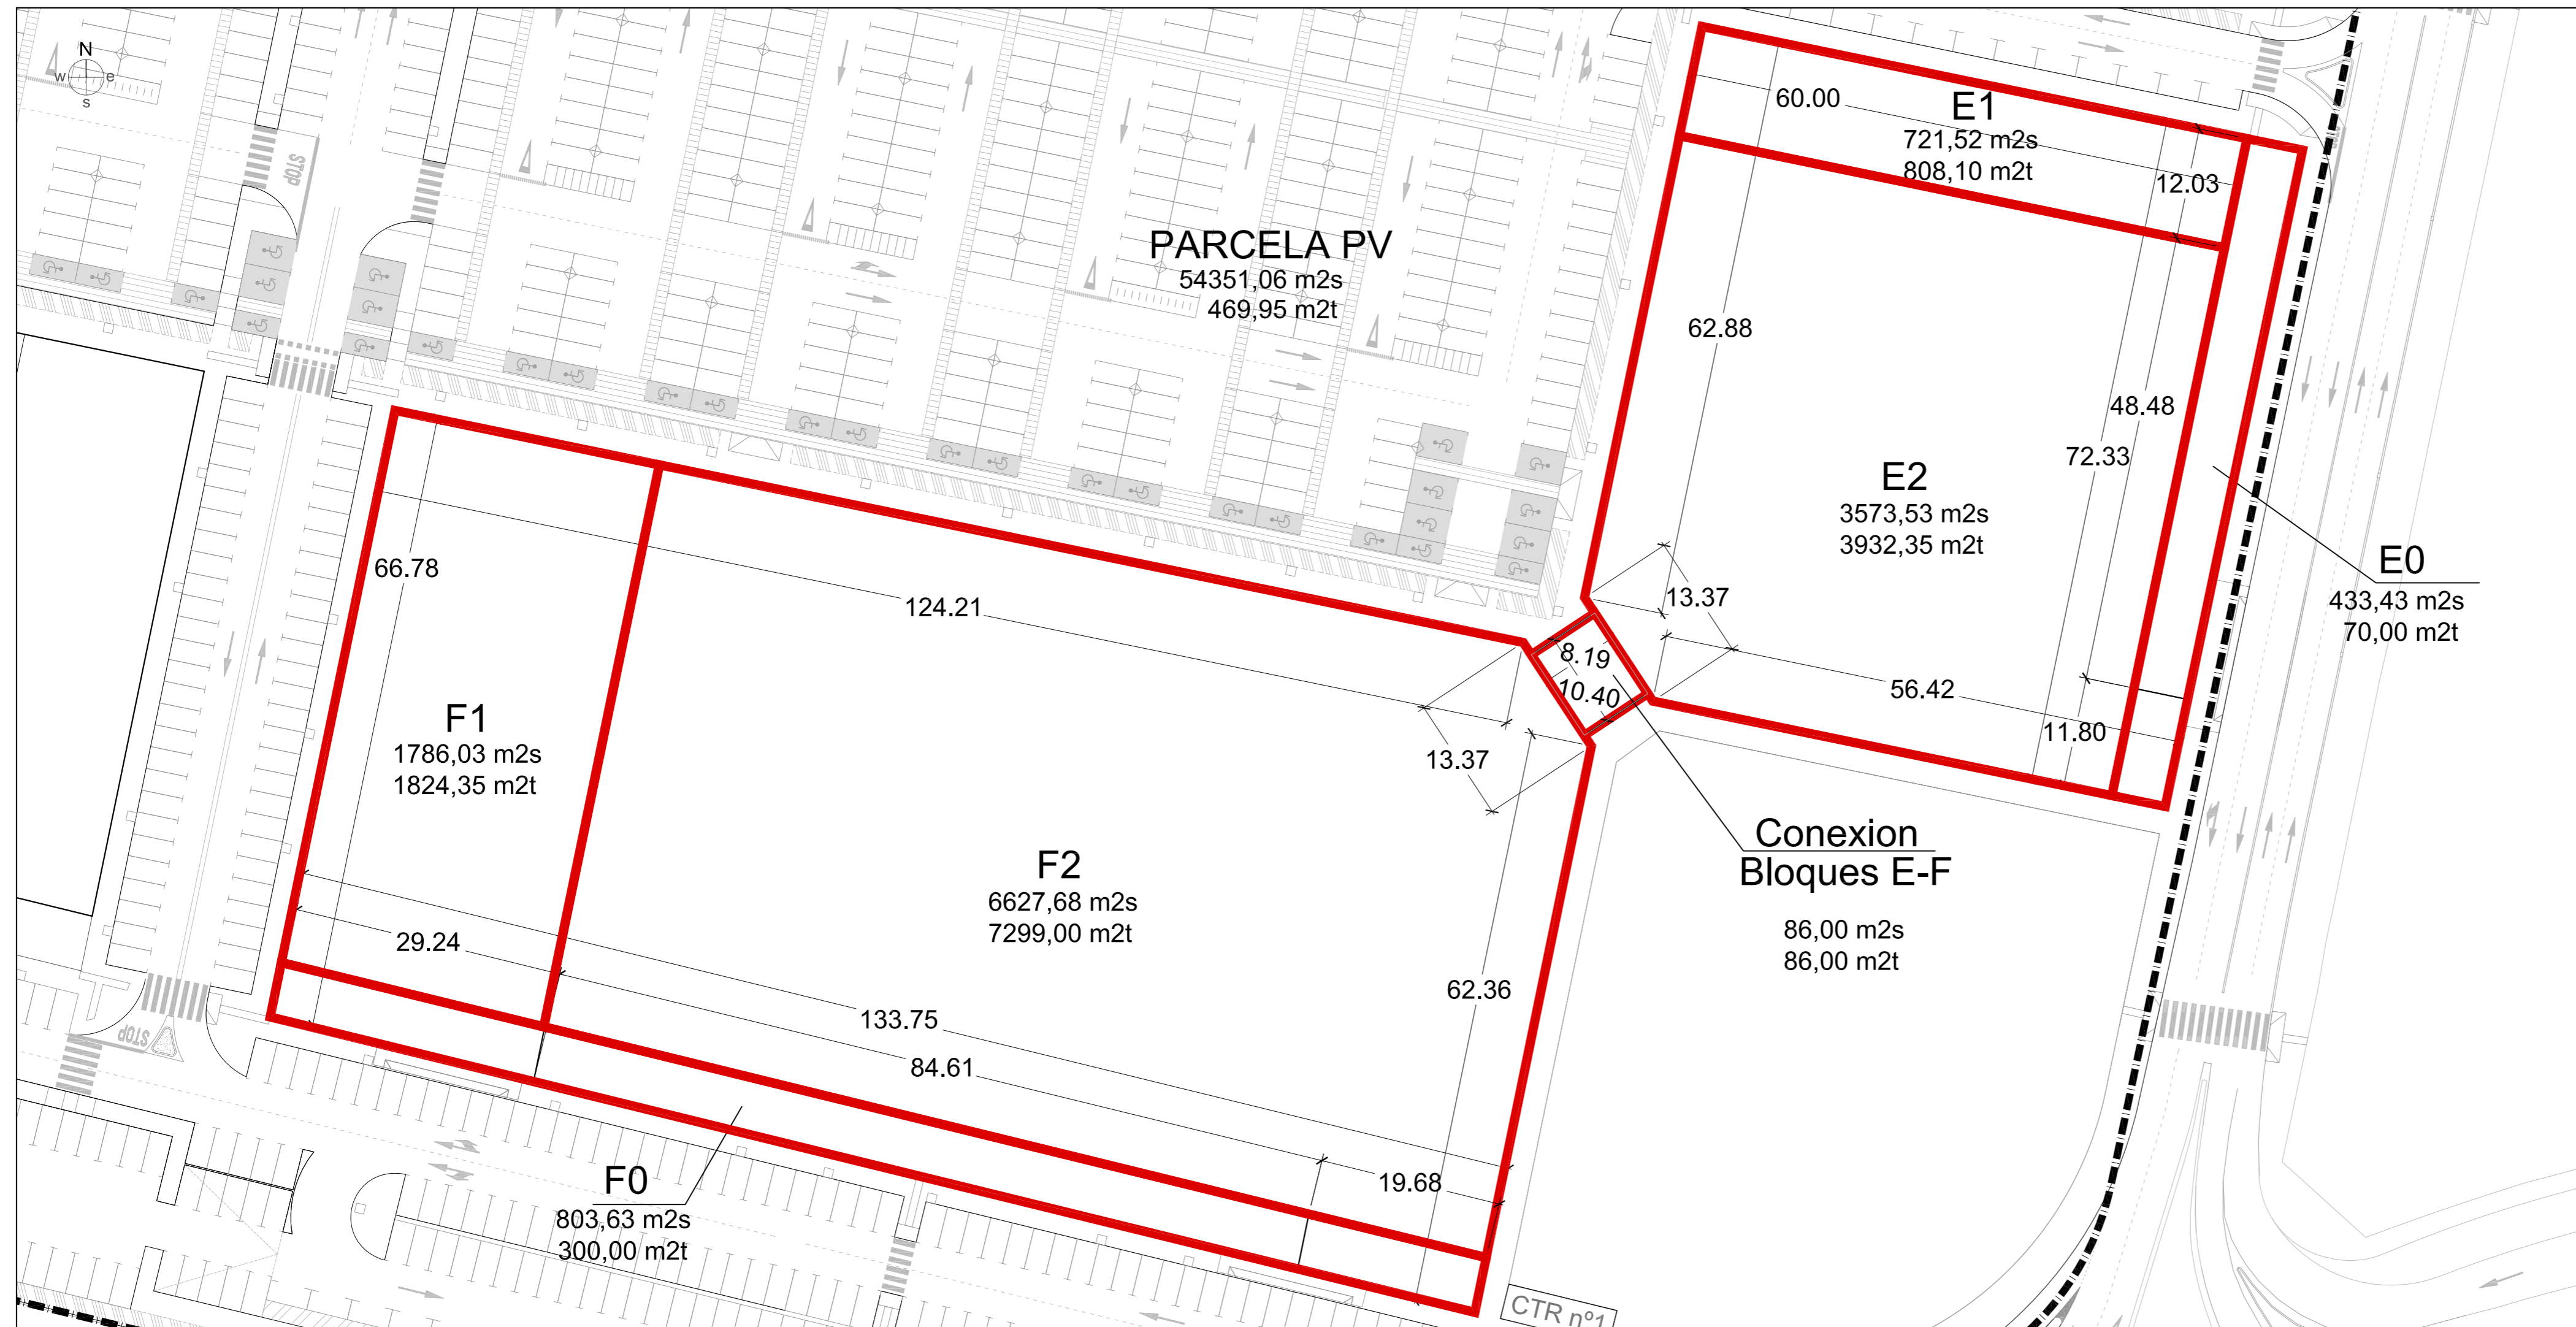 N
w
e
s
STOP
60.00
E1
721,52 m2s
808,10 m2t
12.03
PARCELA PV
54351,06 m2s
469,95 m2t
62.88
48.48
72.33
E2
3573,53 m2s
3932,35 m2t
E0
433,43 m2s
70,00 m2t
66.78
124.21
13.37
8.19
10.40
56.42
11.80
13.37
F1
1786,03 m2s
1824,35 m2t
F2
6627,68 m2s
7299,00 m2t
Conexion
Bloques E-F
86,00 m2s
86,00 m2t
29.24
62.36
133.75
84.61
STOP
F0
803,63 m2s
300,00 m2t
19.68
CTR nº1